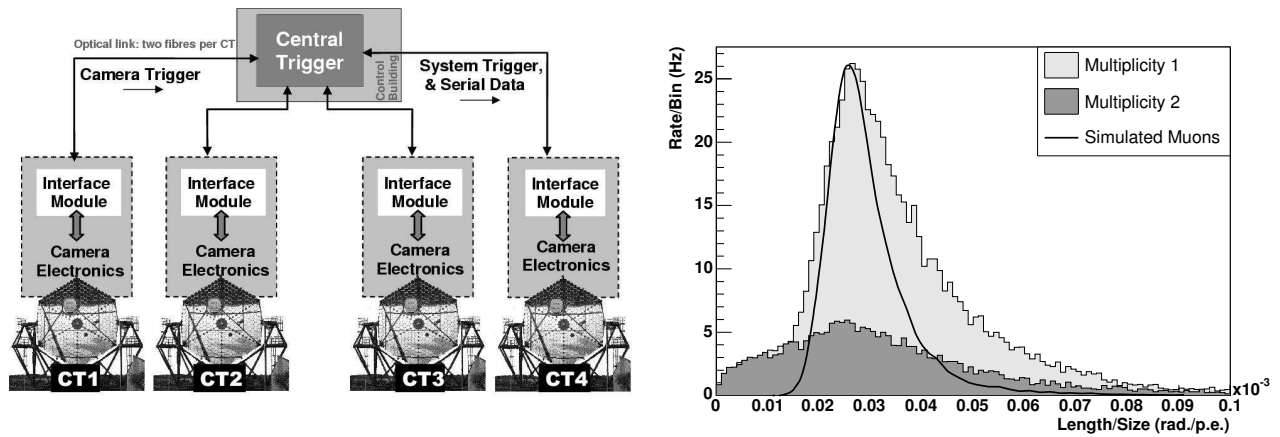 Optical link: two fibres per CT
Camera Trigger
Central
Trigger
Control
Building
System Trigger,
& Serial Data
Interface
Module
Camera
Electronics
Interface
Module
Camera
Electronics
Interface
Module
Camera
Electronics
Interface
Module
Camera
Electronics
CT1
CT2
CT3
CT4
Rate/Bin (Hz)
25
20
15
10
5
0
Multiplicity 1
Multiplicity 2
Simulated Muons
0 0.01 0.02 0.03 0.04 0.05 0.06 0.07 0.08 0.09 0.1
x10⁻³
Length/Size (rad./p.e.)